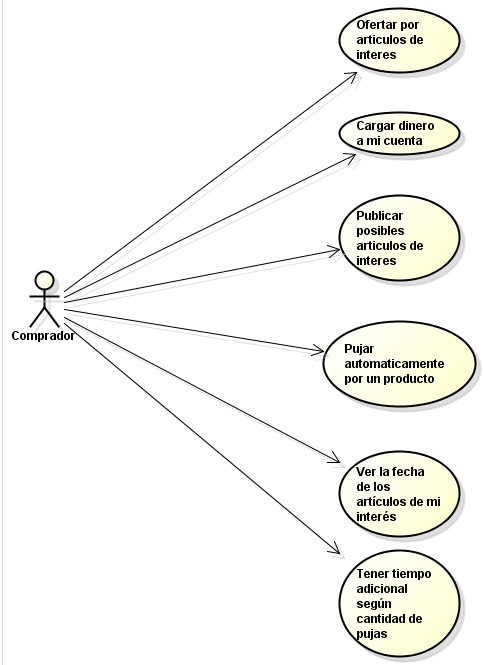 Ofertar por
articulos de
interes
Cargar dinero
a mi cuenta
Publicar
posibles
articulos de
interes
Comprador
Pujar
automaticamente
por un producto
Ver la fecha
de los
artículos de mi
interés
Tener tiempo
adicional
según
cantidad de
pujas